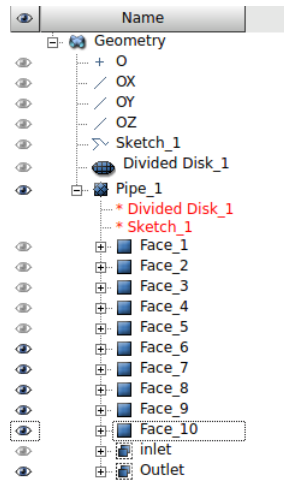 Name
Geometry
O
OX
OY
OZ
Sketch_1
Divided Disk_1
Pipe_1
* Divided Disk_1
* Sketch_1
Face_1
Face_2
Face_3
Face_4
Face_5
Face_6
Face_7
Face_8
Face_9
Face_10
inlet
Outlet